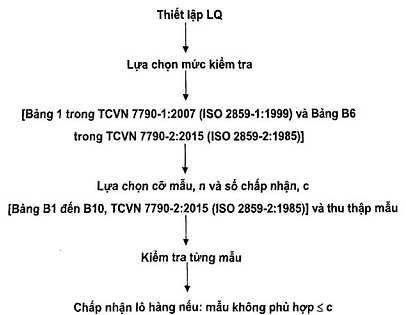 Thiết lập LQ
Lựa chọn mức kiểm tra
[Bảng 1 trong TCVN 7790-1:2007 (ISO 2859-1:1999) và Bảng B6
trong TCVN 7790-2:2015 (ISO 2859-2:1985)]
Lựa chọn cỡ mẫu, n và số chấp nhận, c
[Bảng B1 đến B10, TCVN 7790-2:2015 (ISO 2859-2:1985)] và thu thập mẫu
Kiểm tra từng mẫu
Chấp nhận lô hàng nếu: mẫu không phù hợp ≤ c